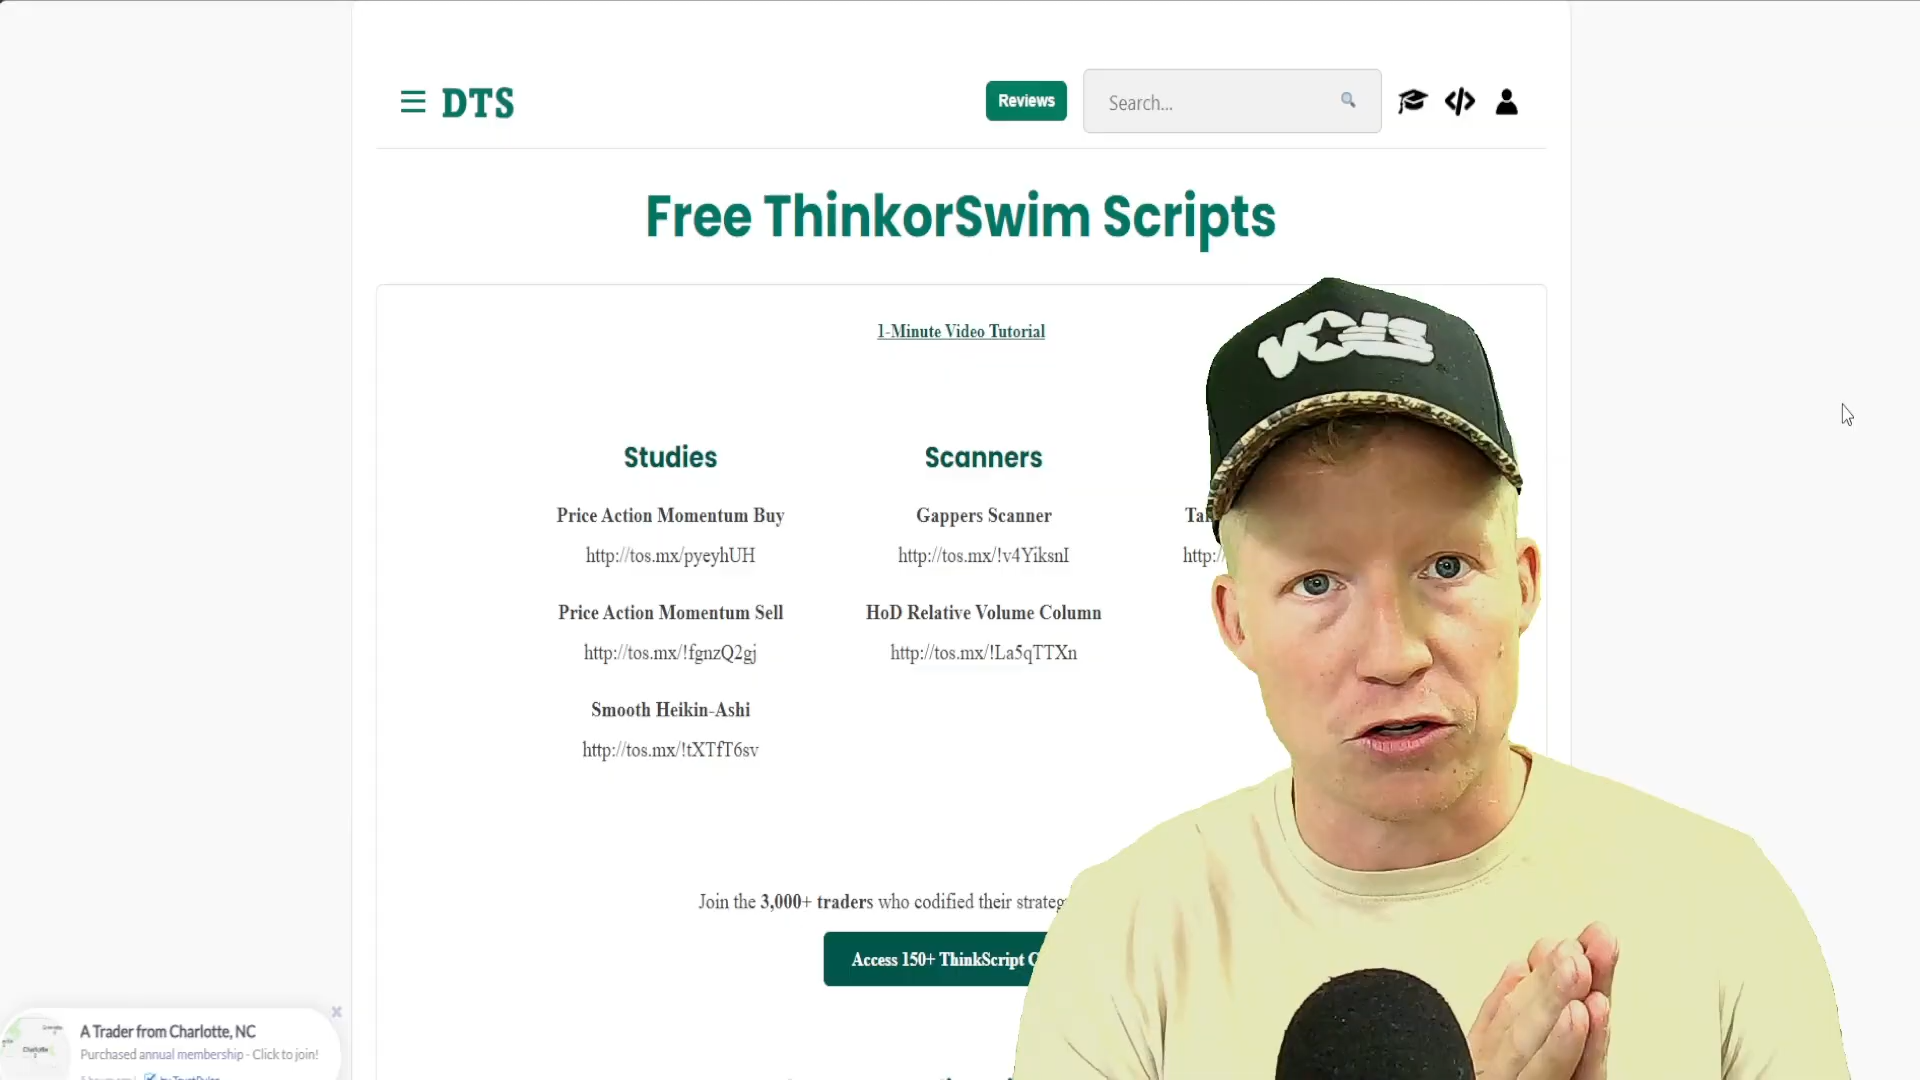 DTS
Reviews
Search...
Free ThinkorSwim Scripts
1-Minute Video Tutorial
Studies
Price Action Momentum Buy
http://tos.mx/pyeyhUH
Price Action Momentum Sell
http://tos.mx/!fgnzQ2gj
Smooth Heikin-Ashi
http://tos.mx/!tXTfT6sv
Scanners
Gappers Scanner
http://tos.mx/!v4YiksnI
HoD Relative Volume Column
http://tos.mx/!La5qTTXn
http:/
Join the 3,000+ traders who codified their
Access 150+ ThinkScript
A Trader from Charlotte, NC
Purchased annual membership - Click to join!